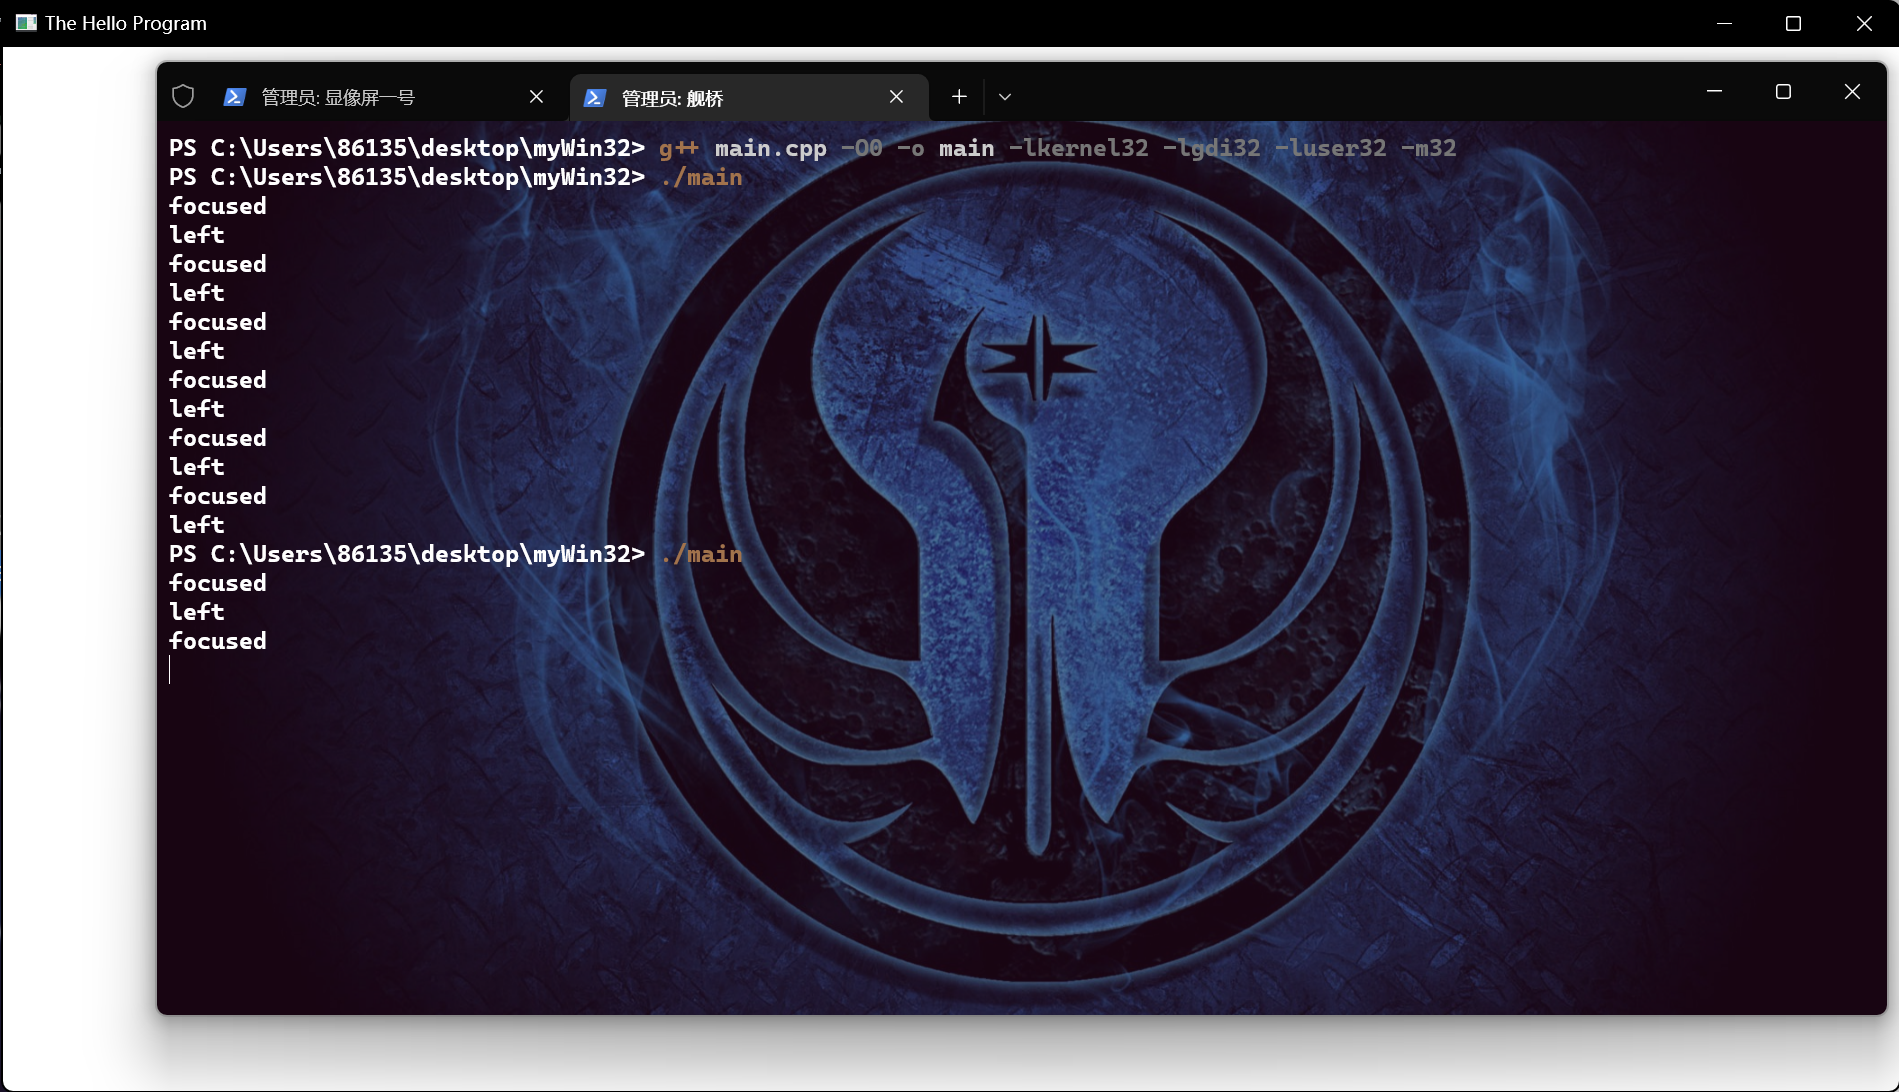 The Hello Program
管理员: 显像屏一号
管理员: 舰桥
PS C:\Users\86135\desktop\myWin32> g++ main.cpp -O0 -o main -lkernel32 -lgdi32 -luser32 -m32
PS C:\Users\86135\desktop\myWin32> ./main
focused
left
focused
left
focused
left
focused
left
focused
left
focused
left
PS C:\Users\86135\desktop\myWin32> ./main
focused
left
focused